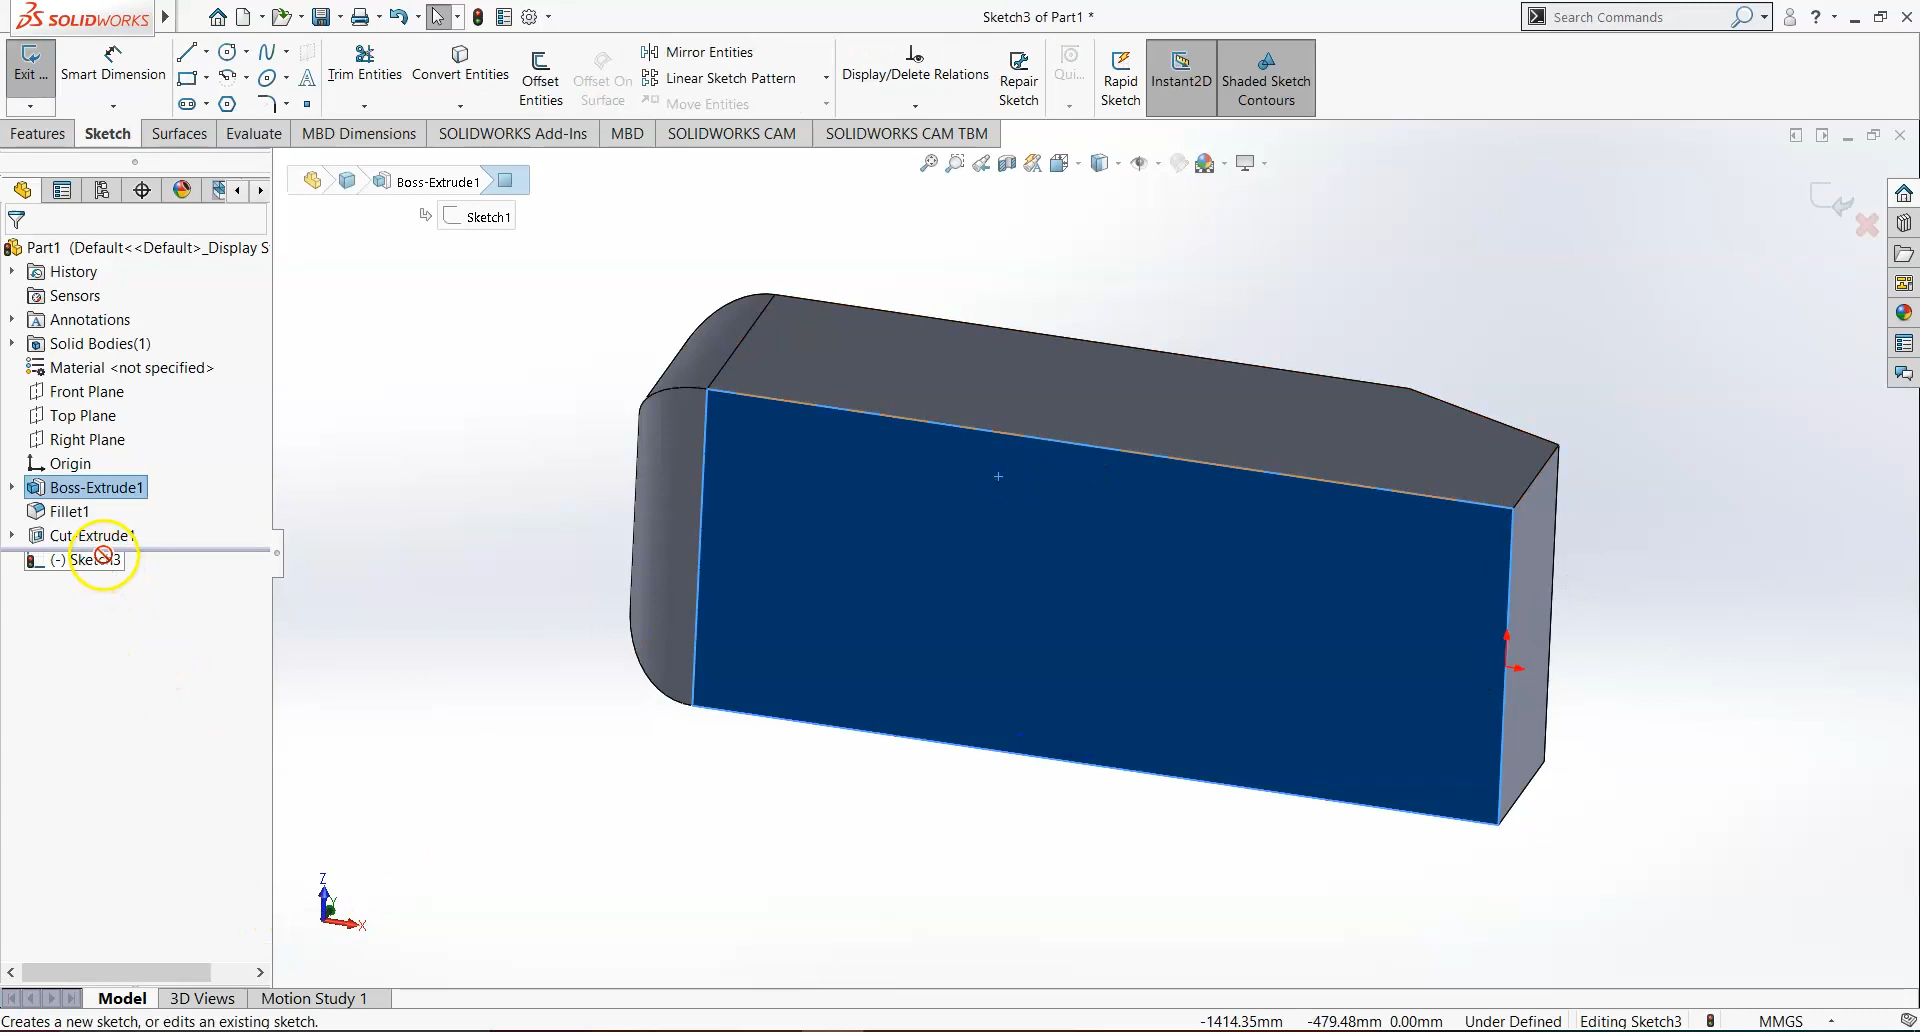 SOLIDWORKS
Sketch3 of Part1 *
Search Commands
Exit ...
Smart Dimension
Trim Entities
Convert Entities
Offset Entities
Offset On Surface
Mirror Entities
Linear Sketch Pattern
Move Entities
Display/Delete Relations
Repair Sketch
Qui...
Rapid Sketch
Instant2D
Shaded Sketch Contours
Features
Sketch
Surfaces
Evaluate
MBD Dimensions
SOLIDWORKS Add-Ins
MBD
SOLIDWORKS CAM
SOLIDWORKS CAM TBM
Boss-Extrude1
Sketch1
Part1 (Default<<Default>_Display S
History
Sensors
Annotations
Solid Bodies(1)
Material <not specified>
Front Plane
Top Plane
Right Plane
Origin
Boss-Extrude1
Fillet1
Cut-Extrude1
(-) Sketch3
Z
Y
X
Model
3D Views
Motion Study 1
Creates a new sketch, or edits an existing sketch.
-1414.35mm
-479.48mm
0.00mm
Under Defined
Editing Sketch3
MMGS